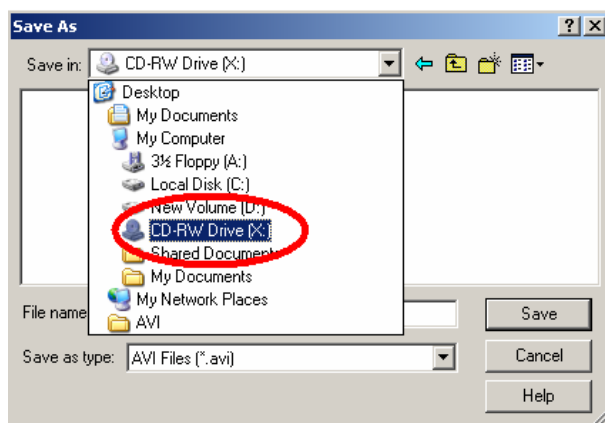 Save As
Save in: CD-RW Drive (X:)
Desktop
My Documents
My Computer
3½ Floppy (A:)
Local Disk (C:)
New Volume (D:)
CD-RW Drive (X:
Shared Documents
My Documents
My Network Places
AVI
File name
Save
Save as type: AVI Files (*.avi)
Cancel
Help